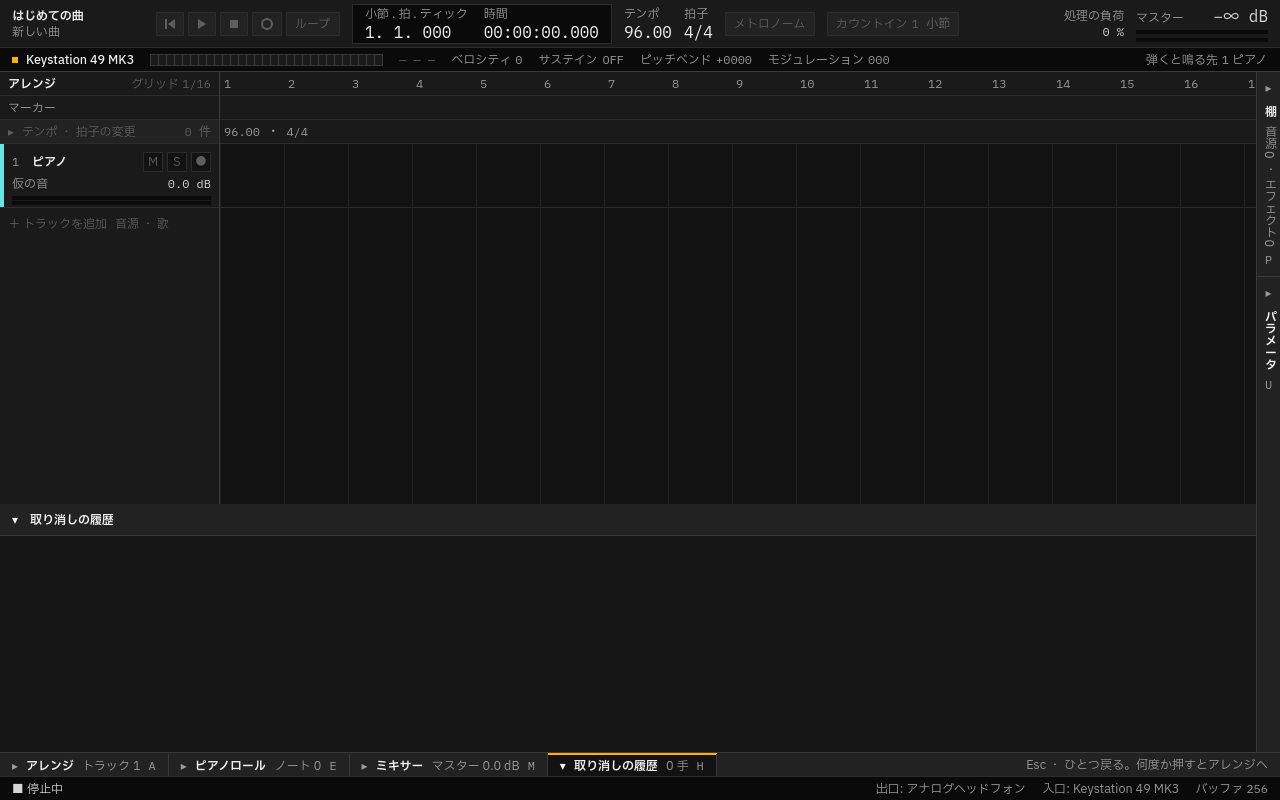 はじめての曲
新しい曲
ループ
小節 . 拍 . ティック 時間
1. 1. 000 00:00:00.000
テンポ 拍子
96.00 4/4
メトロノーム
カウントイン 1 小節
処理の負荷
0 %
マスター −∞ dB
Keystation 49 MK3
— — — ベロシティ 0 サステイン OFF ピッチベンド +0000 モジュレーション 000
弾くと鳴る先 1 ピアノ
アレンジ グリッド 1/16
1 2 3 4 5 6 7 8 9 10 11 12 13 14 15 16 1
マーカー
▸ テンポ · 拍子の変更 0 件
96.00 · 4/4
1 ピアノ M S
仮の音 0.0 dB
＋ トラックを追加 音源 · 歌
▸ 棚 音源 0 · エフェクト 0 P
▸ パラメータ U
▾ 取り消しの履歴
▸ アレンジ トラック 1 A
▸ ピアノロール ノート 0 E
▸ ミキサー マスター 0.0 dB M
▾ 取り消しの履歴 0 手 H
Esc · ひとつ戻る。何度か押すとアレンジへ
■ 停止中
出口: アナログヘッドフォン 入口: Keystation 49 MK3 バッファ 256